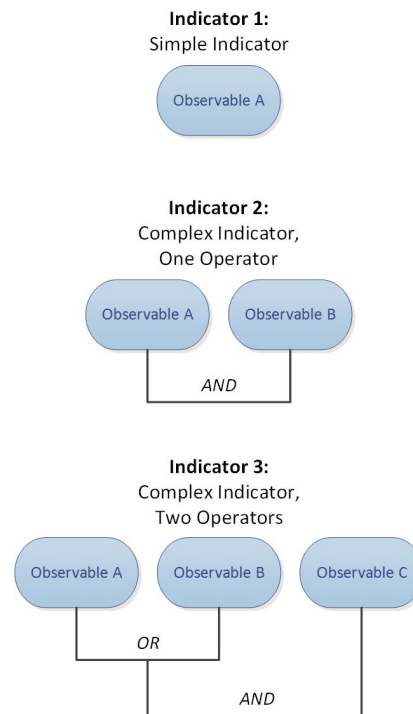 Indicator 1:
Simple Indicator
Observable A
Indicator 2:
Complex Indicator,
One Operator
Observable A Observable B
AND
Indicator 3:
Complex Indicator,
Two Operators
Observable A Observable B Observable C
OR
AND